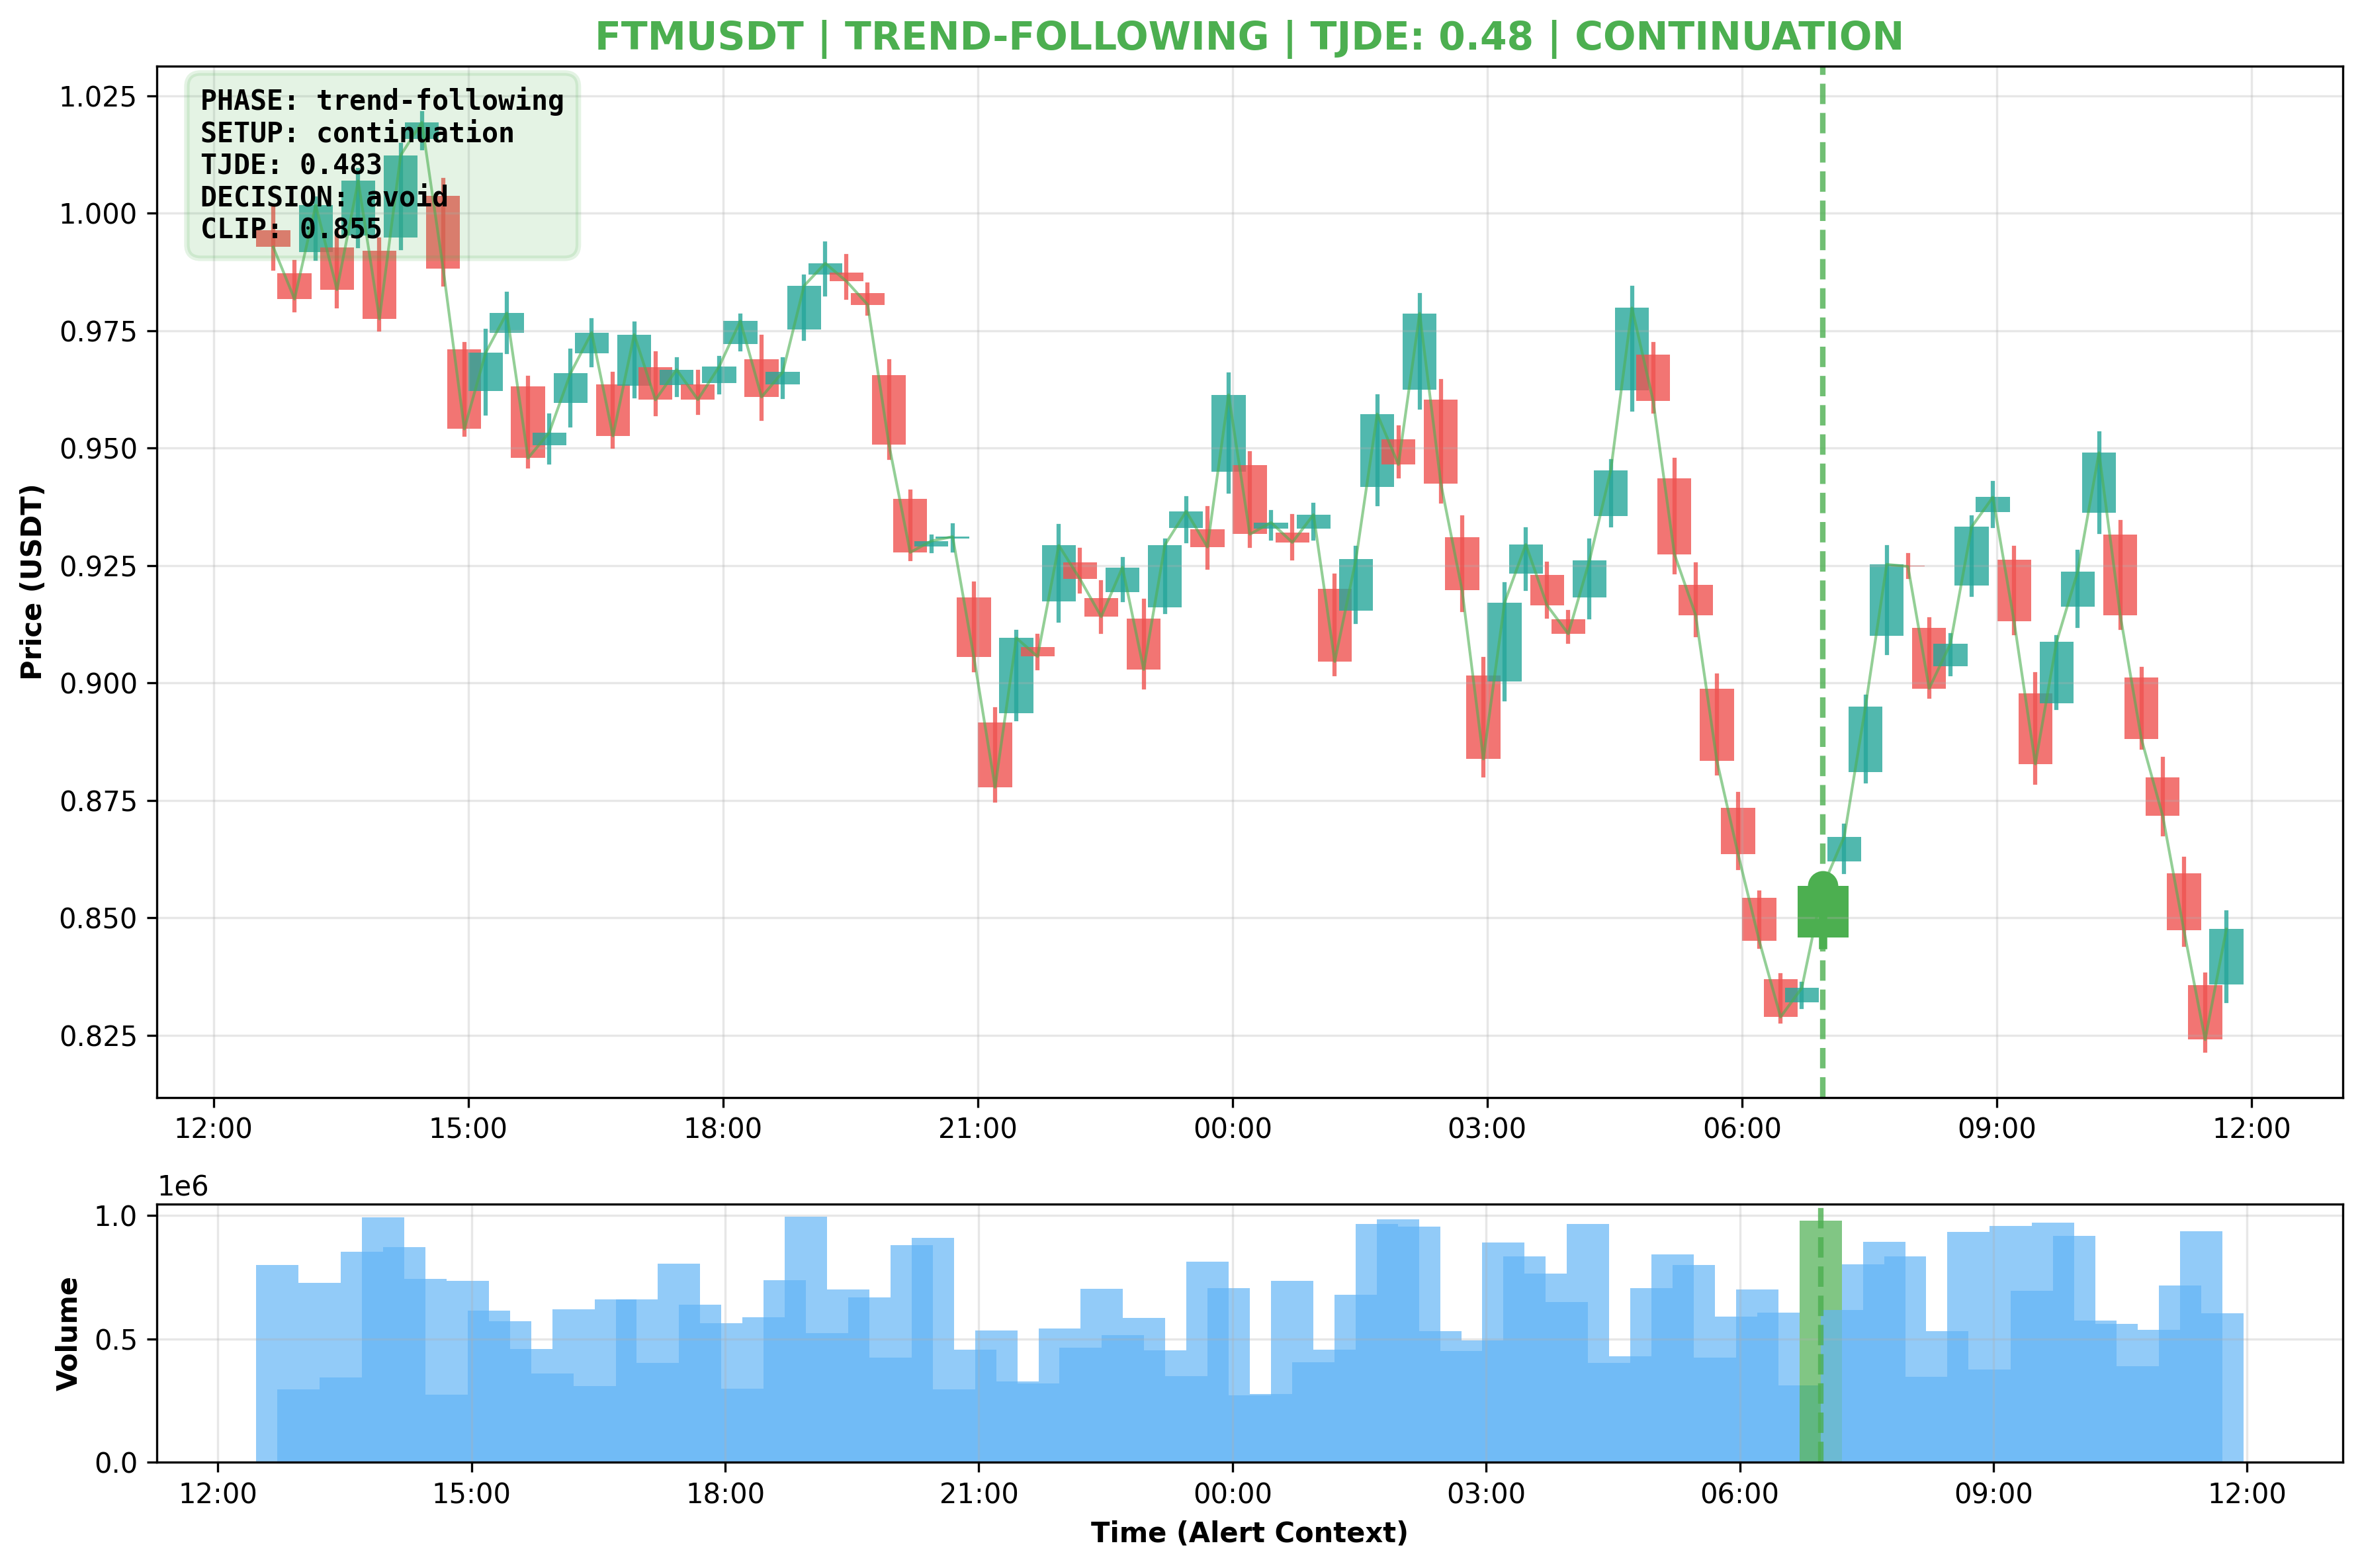 FTMUSDT | TREND-FOLLOWING | TJDE: 0.48 | CONTINUATION
PHASE: trend-following
SETUP: continuation
TJDE: 0.483
DECISION: avoid
CLIP: 0.855
Price (USDT)
1.025
1.000
0.975
0.950
0.925
0.900
0.875
0.850
0.825
12:00 15:00 18:00 21:00 00:00 03:00 06:00 09:00 12:00
1e6
Volume
1.0
0.5
0.0
12:00 15:00 18:00 21:00 00:00 03:00 06:00 09:00 12:00
Time (Alert Context)